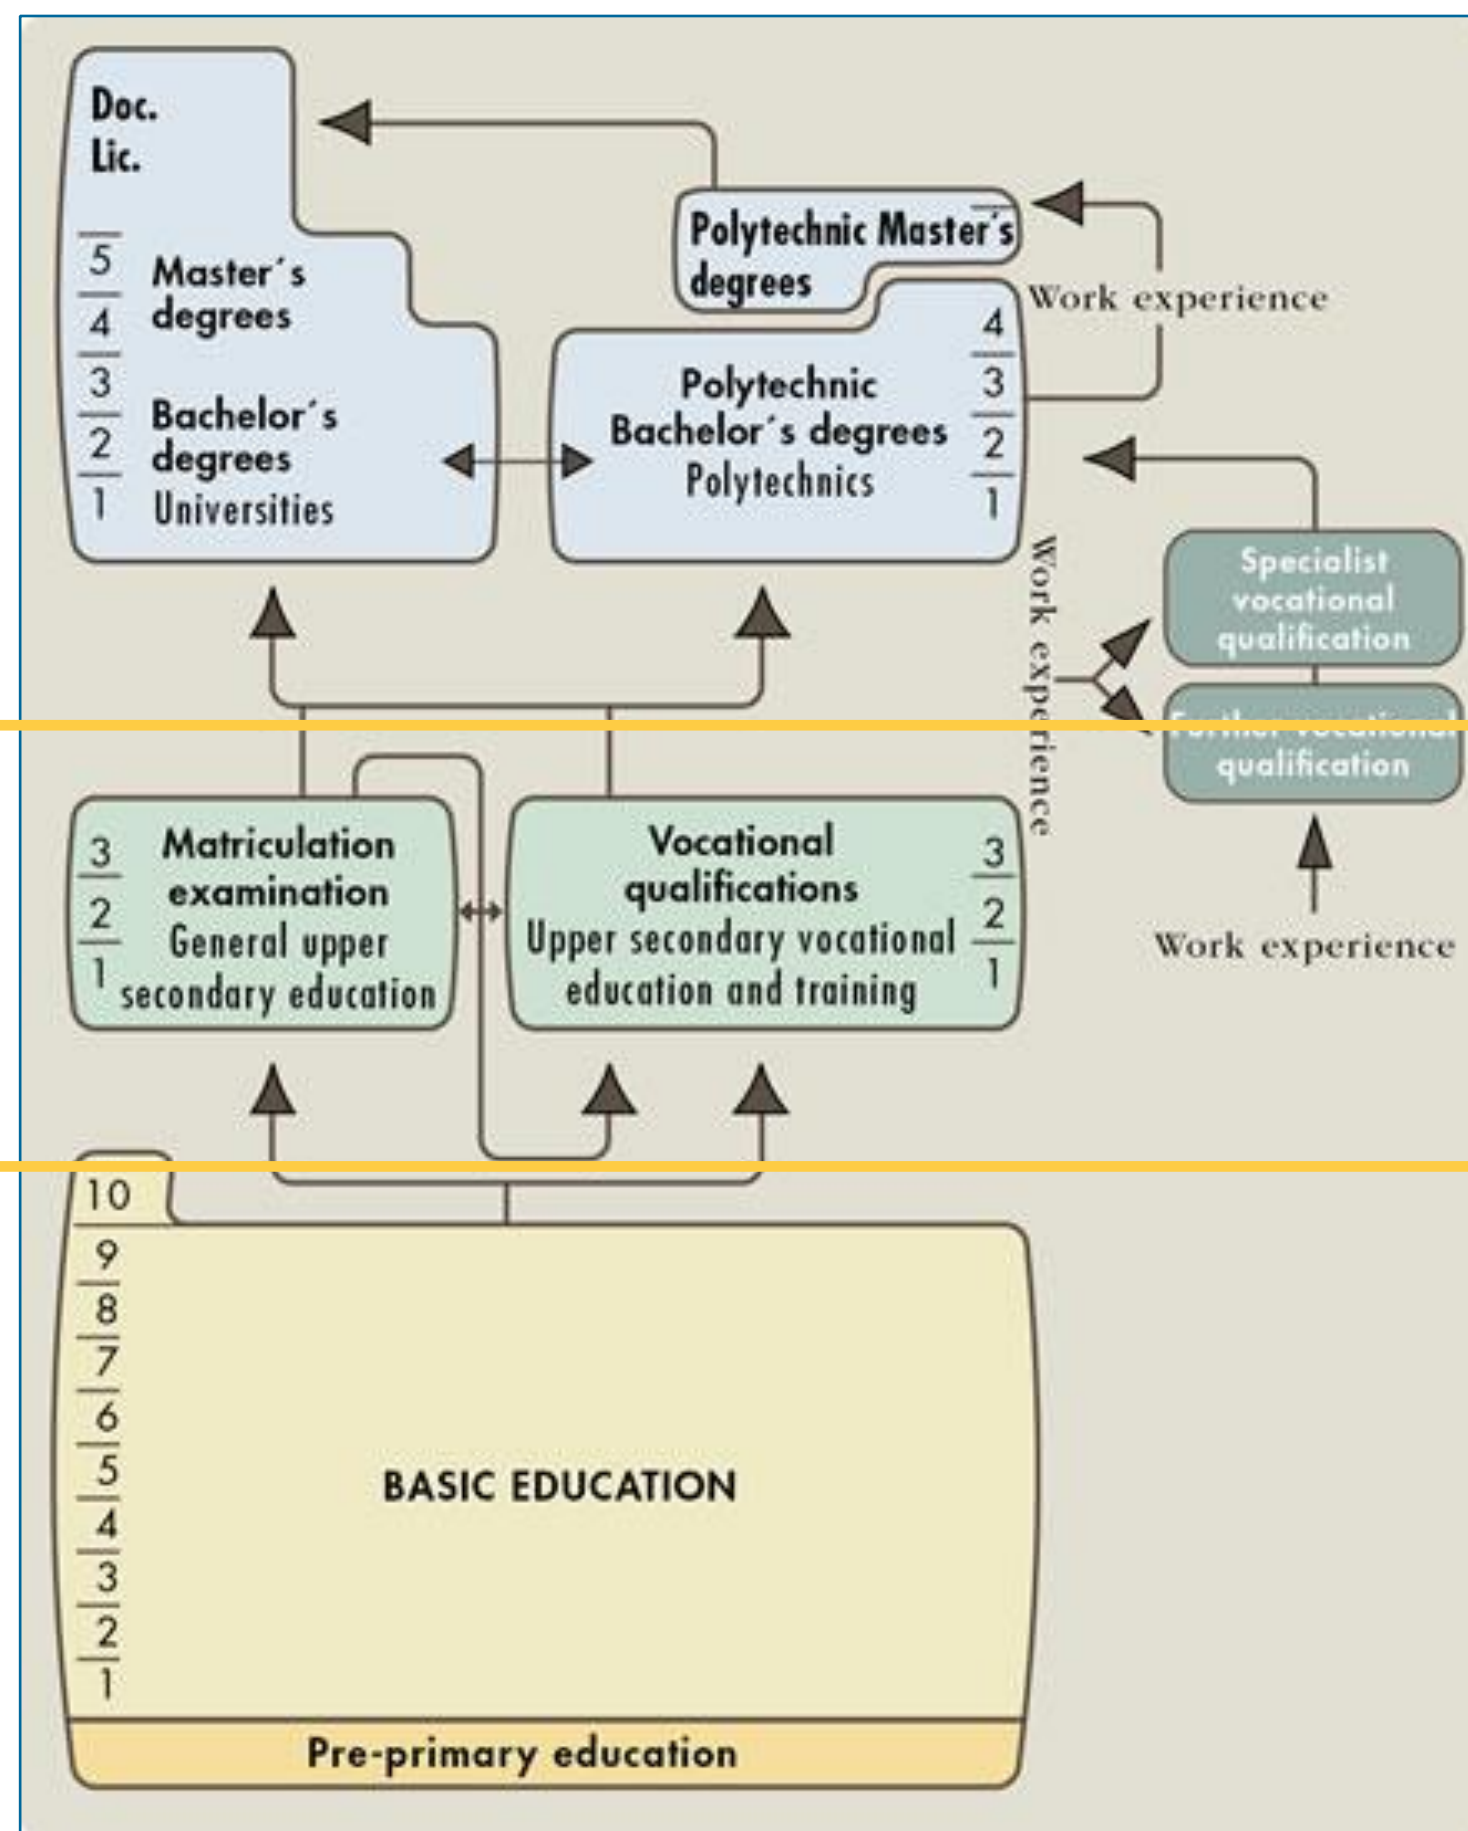 Doc.
Lic.
5
Master´s
4
degrees
3
Bachelor´s
2
degrees
1
Universities
Polytechnic Master´s
degrees
Work experience
4
Polytechnic
3
Bachelor´s degrees
2
Polytechnics
1
Work experience
Specialist
vocational
qualification
Further vocational
qualification
Work experience
3
Matriculation
examination
2
General upper
1
secondary education
Vocational
3
qualifications
2
Upper secondary vocational
1
education and training
10
9
8
7
6
5
BASIC EDUCATION
4
3
2
1
Pre-primary education